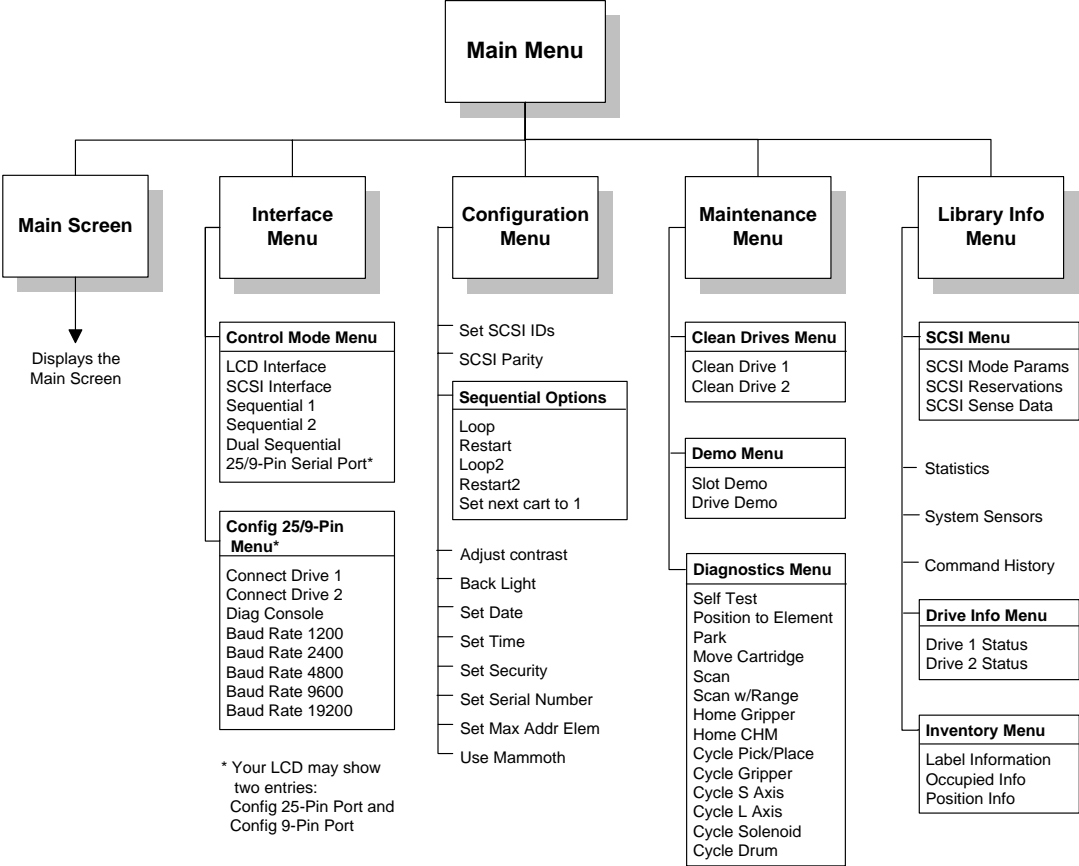 Main Menu
Main Screen
Displays the
Main Screen
Interface
Menu
Control Mode Menu
LCD Interface
SCSI Interface
Sequential 1
Sequential 2
Dual Sequential
25/9-Pin Serial Port*
Config 25/9-Pin
Menu*
Connect Drive 1
Connect Drive 2
Diag Console
Baud Rate 1200
Baud Rate 2400
Baud Rate 4800
Baud Rate 9600
Baud Rate 19200
* Your LCD may show
two entries:
Config 25-Pin Port and
Config 9-Pin Port
Configuration
Menu
Set SCSI IDs
SCSI Parity
Sequential Options
Loop
Restart
Loop2
Restart2
Set next cart to 1
Adjust contrast
Back Light
Set Date
Set Time
Set Security
Set Serial Number
Set Max Addr Elem
Use Mammoth
Maintenance
Menu
Clean Drives Menu
Clean Drive 1
Clean Drive 2
Demo Menu
Slot Demo
Drive Demo
Diagnostics Menu
Self Test
Position to Element
Park
Move Cartridge
Scan
Scan w/Range
Home Gripper
Home CHM
Cycle Pick/Place
Cycle Gripper
Cycle S Axis
Cycle L Axis
Cycle Solenoid
Cycle Drum
Library Info
Menu
SCSI Menu
SCSI Mode Params
SCSI Reservations
SCSI Sense Data
Statistics
System Sensors
Command History
Drive Info Menu
Drive 1 Status
Drive 2 Status
Inventory Menu
Label Information
Occupied Info
Position Info